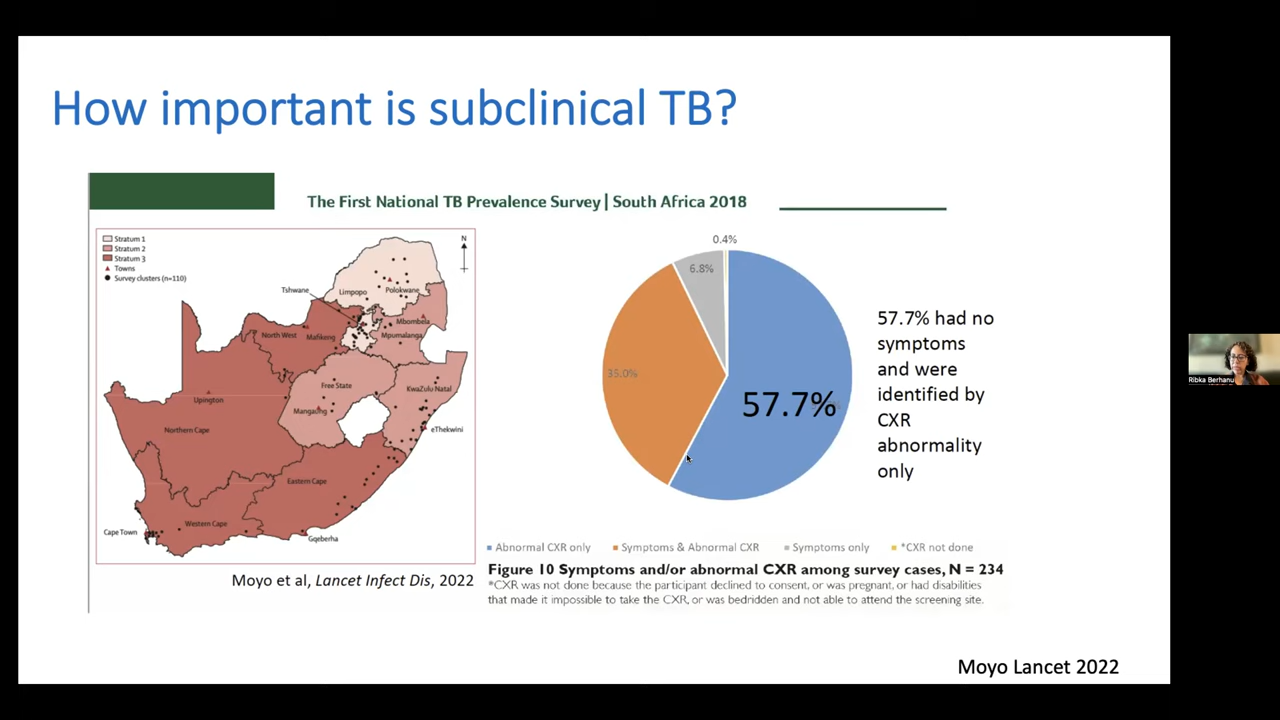 How important is subclinical TB?
The First National TB Prevalence Survey | South Africa 2018
Stratum 1
Stratum 2
Stratum 3
Towns
Survey clusters (n=110)
N
Tshwane
Limpopo
Polokwane
North West
Mafikeng
Mbombela
Mpumalanga
Free State
KwaZulu Natal
Upington
Mangaung
eThekwini
Northern Cape
Eastern Cape
Western Cape
Cape Town
Gqeberha
Moyo et al, Lancet Infect Dis, 2022
0.4%
6.8%
35.0%
57.7%
57.7% had no
symptoms
and were
identified by
CXR
abnormality
only
Abnormal CXR only
Symptoms & Abnormal CXR
Symptoms only
*CXR not done
Figure 10 Symptoms and/or abnormal CXR among survey cases, N = 234
*CXR was not done because the participant declined to consent, or was pregnant, or had disabilities
that made it impossible to take the CXR, or was bedridden and not able to attend the screening site.
Moyo Lancet 2022
Ribka Berhanu